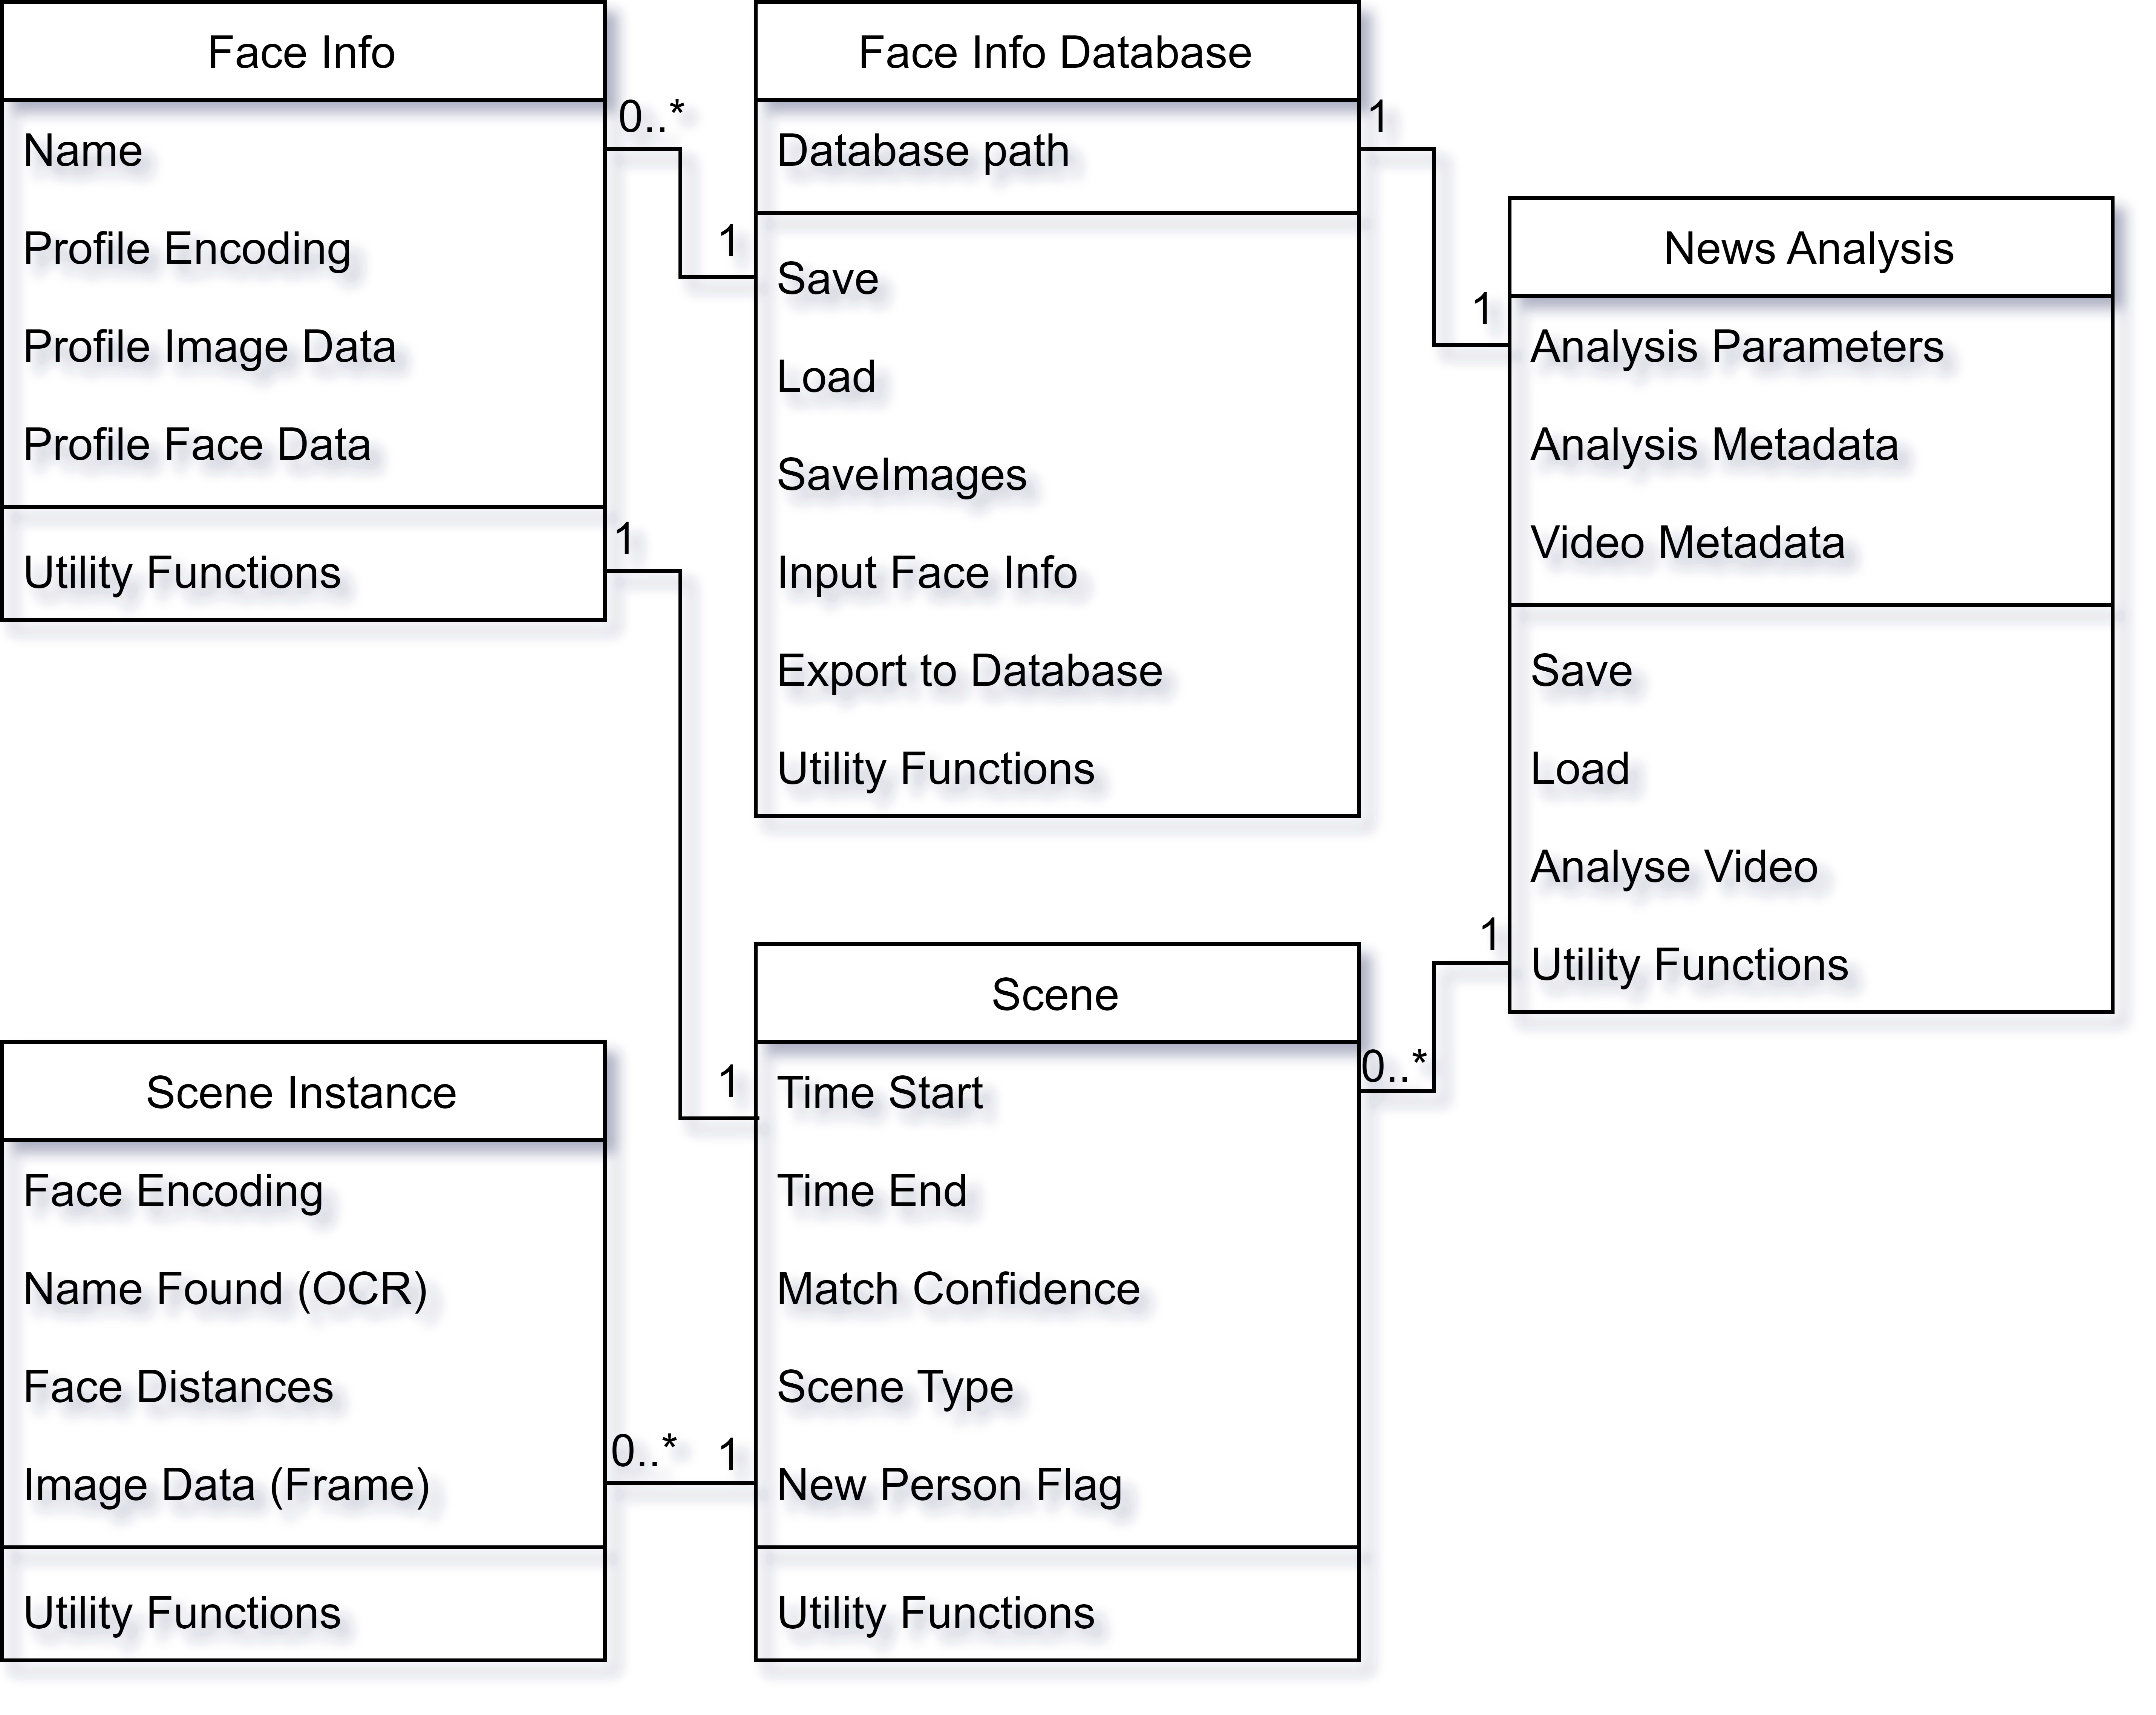 Face Info
Name
Profile Encoding
Profile Image Data
Profile Face Data
Utility Functions
0..*
1
1
1
Face Info Database
Database path
Save
Load
SaveImages
Input Face Info
Export to Database
Utility Functions
1
1
News Analysis
Analysis Parameters
Analysis Metadata
Video Metadata
Save
Load
Analyse Video
Utility Functions
1
0..*
Scene Instance
Face Encoding
Name Found (OCR)
Face Distances
Image Data (Frame)
Utility Functions
0..*
1
Scene
Time Start
Time End
Match Confidence
Scene Type
New Person Flag
Utility Functions